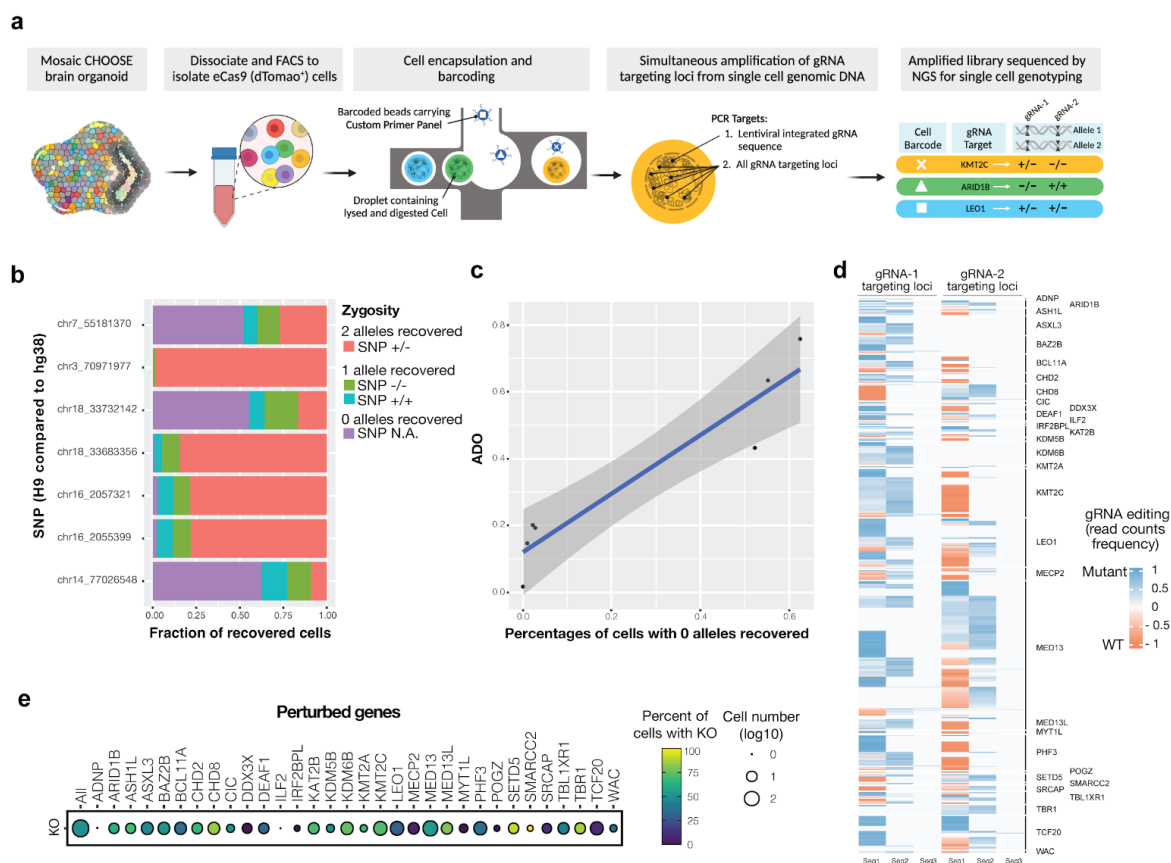 a
Mosaic CHOOSE
brain organoid
Dissociate and FACS to
isolate eCas9 (dTomao+) cells
Cell encapsulation and
barcoding
Simultaneous amplification of gRNA
targeting loci from single cell genomic DNA
Amplified library sequenced by
NGS for single cell genotyping
Barcoded beads carrying
Custom Primer Panel
Droplet containing
lysed and digested Cell
PCR Targets:
1. Lentiviral integrated gRNA
sequence
2. All gRNA targeting loci
gRNA-1
gRNA-2
Cell
Barcode
gRNA
Target
Allele 1
Allele 2
KMT2C +/− −/−
ARID1B −/− +/+
LEO1 +/− +/−
b
SNP (H9 compared to hg38)
chr7_55181370
chr3_70971977
chr18_33732142
chr18_33683356
chr16_2057321
chr16_2055399
chr14_77026548
0.00 0.25 0.50 0.75 1.00
Fraction of recovered cells
Zygosity
2 alleles recovered
SNP +/-
1 allele recovered
SNP -/-
SNP +/+
0 alleles recovered
SNP N.A.
c
ADO
0.8
0.6
0.4
0.2
0.0
0.0 0.2 0.4 0.6
Percentages of cells with 0 alleles recovered
d
gRNA-1
targeting loci
gRNA-2
targeting loci
ADNP
ARID1B
ASH1L
ASXL3
BAZ2B
BCL11A
CHD2
CHD8
CIC
DDX3X
DEAF1
ILF2
IRF2BPL
KAT2B
KDM5B
KDM6B
KMT2A
KMT2C
LEO1
MECP2
MED13
MED13L
MYT1L
PHF3
POGZ
SETD5
SMARCC2
SRCAP
TBL1XR1
TBR1
TCF20
WAC
Seq1 Seq2 Seq3 Seq1 Seq2 Seq3
gRNA editing
(read counts
frequency)
Mutant
WT
1
0.5
0
- 0.5
- 1
e
Perturbed genes
All
ADNP
ARID1B
ASH1L
ASXL3
BAZ2B
BCL11A
CHD2
CHD8
CIC
DDX3X
DEAF1
ILF2
IRF2BPL
KAT2B
KDM5B
KDM6B
KMT2A
KMT2C
LEO1
MECP2
MED13
MED13L
MYT1L
PHF3
POGZ
SETD5
SMARCC2
SRCAP
TBL1XR1
TBR1
TCF20
WAC
KO
Percent of
cells with KO
100
75
50
25
0
Cell number
(log10)
0
1
2